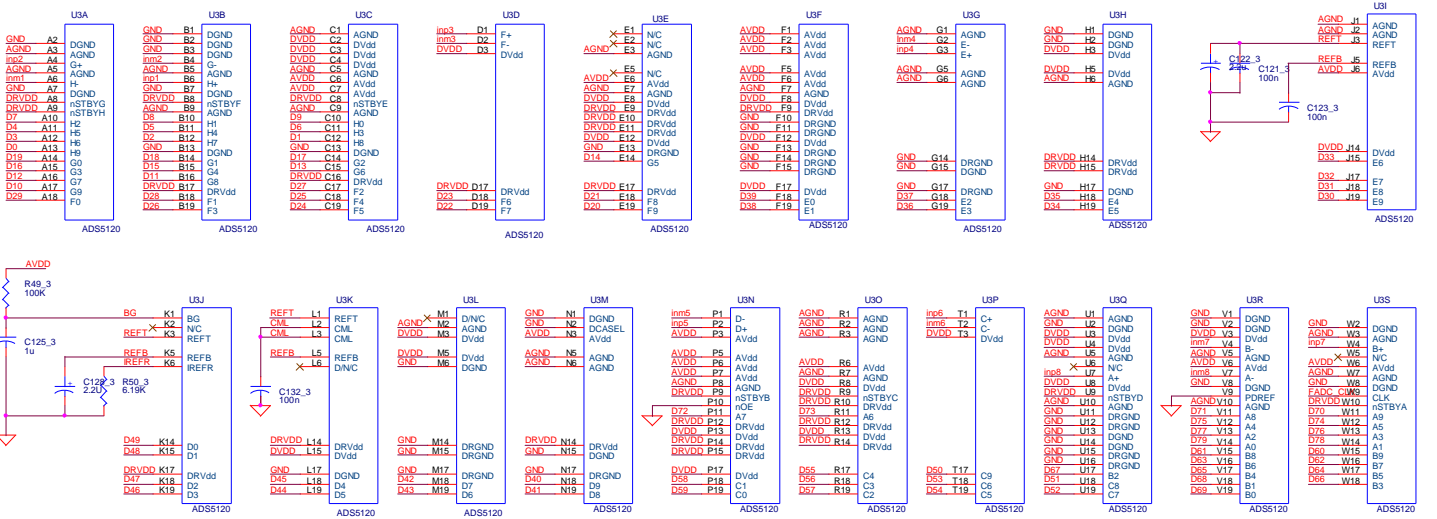 U3A
GND A2 DGND
AGND A3 AGND
inp2 A4 G+
AGND A5 AGND
inm1 A6 H-
GND A7 DGND
DRVDD A8 nSTBYG
DRVDD A9 nSTBYH
D7 A10 H2
D4 A11 H5
D3 A12 H6
D0 A13 H9
D19 A14 G0
D16 A15 G3
D12 A16 G7
D10 A17 G9
D29 A18 F0
ADS5120
U3B
GND B1 DGND
GND B2 DGND
GND B3 DGND
inm2 B4 G-
AGND B5 AGND
inp1 B6 H+
GND B7 DGND
DRVDD B8 nSTBYF
AGND B9 AGND
D8 B10 H1
D5 B11 H4
D2 B12 H7
GND B13 DGND
D18 B14 G1
D15 B15 G4
D11 B16 G8
DRVDD B17 DRVdd
D28 B18 F1
D26 B19 F3
ADS5120
U3C
AGND C1 AGND
DVDD C2 DVdd
DVDD C3 DVdd
DVDD C4 DVdd
AGND C5 AGND
AVDD C6 AVdd
AVDD C7 AVdd
DRVDD C8 nSTBYE
AGND C9 AGND
D9 C10 H0
D6 C11 H3
D1 C12 H8
GND C13 DGND
D17 C14 G2
D13 C15 G6
DRVDD C16 DRVdd
D27 C17 F2
D25 C18 F4
D24 C19 F5
ADS5120
U3D
inp3 D1 F+
inm3 D2 F-
DVDD D3 DVdd
DRVDD D17 DRVdd
D23 D18 F6
D22 D19 F7
ADS5120
U3E
E1 N/C
E2 N/C
AGND E3 AGND
E5 N/C
AVDD E6 AVdd
AGND E7 AGND
DVDD E8 DVdd
DRVDD E9 DRVdd
DRVDD E10 DRVdd
DRVDD E11 DRVdd
DVDD E12 DVdd
GND E13 DRGND
D14 E14 G5
DRVDD E17 DRVdd
D21 E18 F8
D20 E19 F9
ADS5120
U3F
AVDD F1 AVdd
AVDD F2 AVdd
AVDD F3 AVdd
AVDD F5 AVdd
AVDD F6 AVdd
AGND F7 AGND
DVDD F8 DVdd
DRVDD F9 DRVdd
GND F10 DRGND
GND F11 DRGND
DVDD F12 DVdd
GND F13 DRGND
GND F14 DRGND
GND F15 DRGND
DVDD F17 DVdd
D39 F18 E0
D38 F19 E1
ADS5120
U3G
AGND G1 AGND
Inm4 G2 E-
inp4 G3 E+
AGND G5 AGND
AGND G6 AGND
GND G14 DRGND
GND G15 DGND
GND G17 DRGND
D37 G18 E2
D36 G19 E3
ADS5120
U3H
GND H1 DGND
GND H2 DGND
DVDD H3 DVdd
DVDD H5 DVdd
AGND H6 AGND
DRVDD H14 DRVdd
DRVDD H15 DRVdd
GND H17 DGND
D35 H18 E4
D34 H19 E5
ADS5120
U3I
AGND J1 AGND
AGND J2 AGND
REFT J3 REFT
REFB J5 REFB
AVDD J6 AVdd
DVDD J14 DVdd
D33 J15 E6
D32 J17 E7
D31 J18 E8
D30 J19 E9
ADS5120
C122_3
2.2u
C121_3
100n
C123_3
100n
AVDD
R49_3
100K
C125_3
1u
2.2U
R50_3
6.19K
U3J
BG K1 BG
K2 N/C
REFT K3 REFT
REFB K5 REFB
IREFR K6 IREFR
D49 K14 D0
D48 K15 D1
DRVDD K17 DRVdd
D47 K18 D2
D46 K19 D3
ADS5120
U3K
REFT L1 REFT
CML L2 CML
CML L3 CML
REFB L5 REFB
L6 D/N/C
C132_3
100n
DRVDD L14 DRVdd
DVDD L15 DVdd
GND L17 DGND
D45 L18 D4
D44 L19 D5
ADS5120
U3L
M1 D/N/C
AGND M2 AGND
DVDD M3 DVdd
DVDD M5 DVdd
GND M6 DGND
GND M14 DRGND
GND M15 DGND
GND M17 DRGND
D42 M18 D7
D43 M19 D6
ADS5120
U3M
GND N1 DGND
GND N2 DCASEL
AVDD N3 AVdd
AGND N5 AGND
AGND N6 AGND
DRVDD N14 DRVdd
DRVDD N15 DRVdd
GND N17 DRGND
D40 N18 D9
D41 N19 D8
ADS5120
U3N
inm5 P1 D-
inp5 P2 D+
AVDD P3 AVdd
AVDD P5 AVdd
AVDD P6 AVdd
AVDD P7 AVdd
AGND P8 AGND
DRVDD P9 nSTBYB
P10 nOE
D72 P11 A7
DRVDD P12 DRVdd
DVDD P13 DVdd
DRVDD P14 DRVdd
DRVDD P15 DRVdd
DVDD P17 DVdd
D58 P18 C1
D59 P19 C0
ADS5120
U3O
AGND R1 AGND
AGND R2 AGND
AGND R3 AGND
AVDD R6 AVdd
AGND R7 AGND
DVDD R8 DVdd
DRVDD R9 nSTBYC
DRVDD R10 DRVdd
D73 R11 A6
DRVDD R12 DRVdd
DVDD R13 DVdd
DRVDD R14 DRVdd
D55 R17 C4
D56 R18 C3
D57 R19 C2
ADS5120
U3P
inp6 T1 C+
inm6 T2 C-
DVDD T3 DVdd
D50 T17 C9
D53 T18 C6
D54 T19 C5
ADS5120
U3Q
AGND U1 AGND
GND U2 DGND
DVDD U3 DVdd
DVDD U4 DVdd
AGND U5 AGND
U6 N/C
inp8 U7 A+
DVDD U8 DVdd
DRVDD U9 nSTBYD
AGND U10 AGND
GND U11 DRGND
GND U12 DRGND
GND U13 DRGND
GND U14 DGND
GND U15 DGND
GND U16 DRGND
D67 U17 B2
D51 U18 C8
D52 U19 C7
ADS5120
U3R
GND V1 DGND
GND V2 DGND
DVDD V3 DVdd
inm7 V4 B-
AGND V5 AGND
AVDD V6 AVdd
inm8 V7 A-
GND V8 DGND
V9 PDREF
AGND V10 AGND
D71 V11 A8
D75 V12 A4
D77 V13 A2
D79 V14 A0
D61 V15 B8
D63 V16 B6
D65 V17 B4
D68 V18 B1
D69 V19 B0
ADS5120
U3S
GND W2 DGND
AGND W3 AGND
inp7 W4 B+
W5 N/C
AVDD W6 AVdd
AGND W7 AGND
GND W8 DGND
CLK
DRVDD W10 nSTBYA
D70 W11 A9
D74 W12 A5
D76 W13 A3
D78 W14 A1
D60 W15 B9
D62 W16 B7
D64 W17 B5
D66 W18 B3
ADS5120